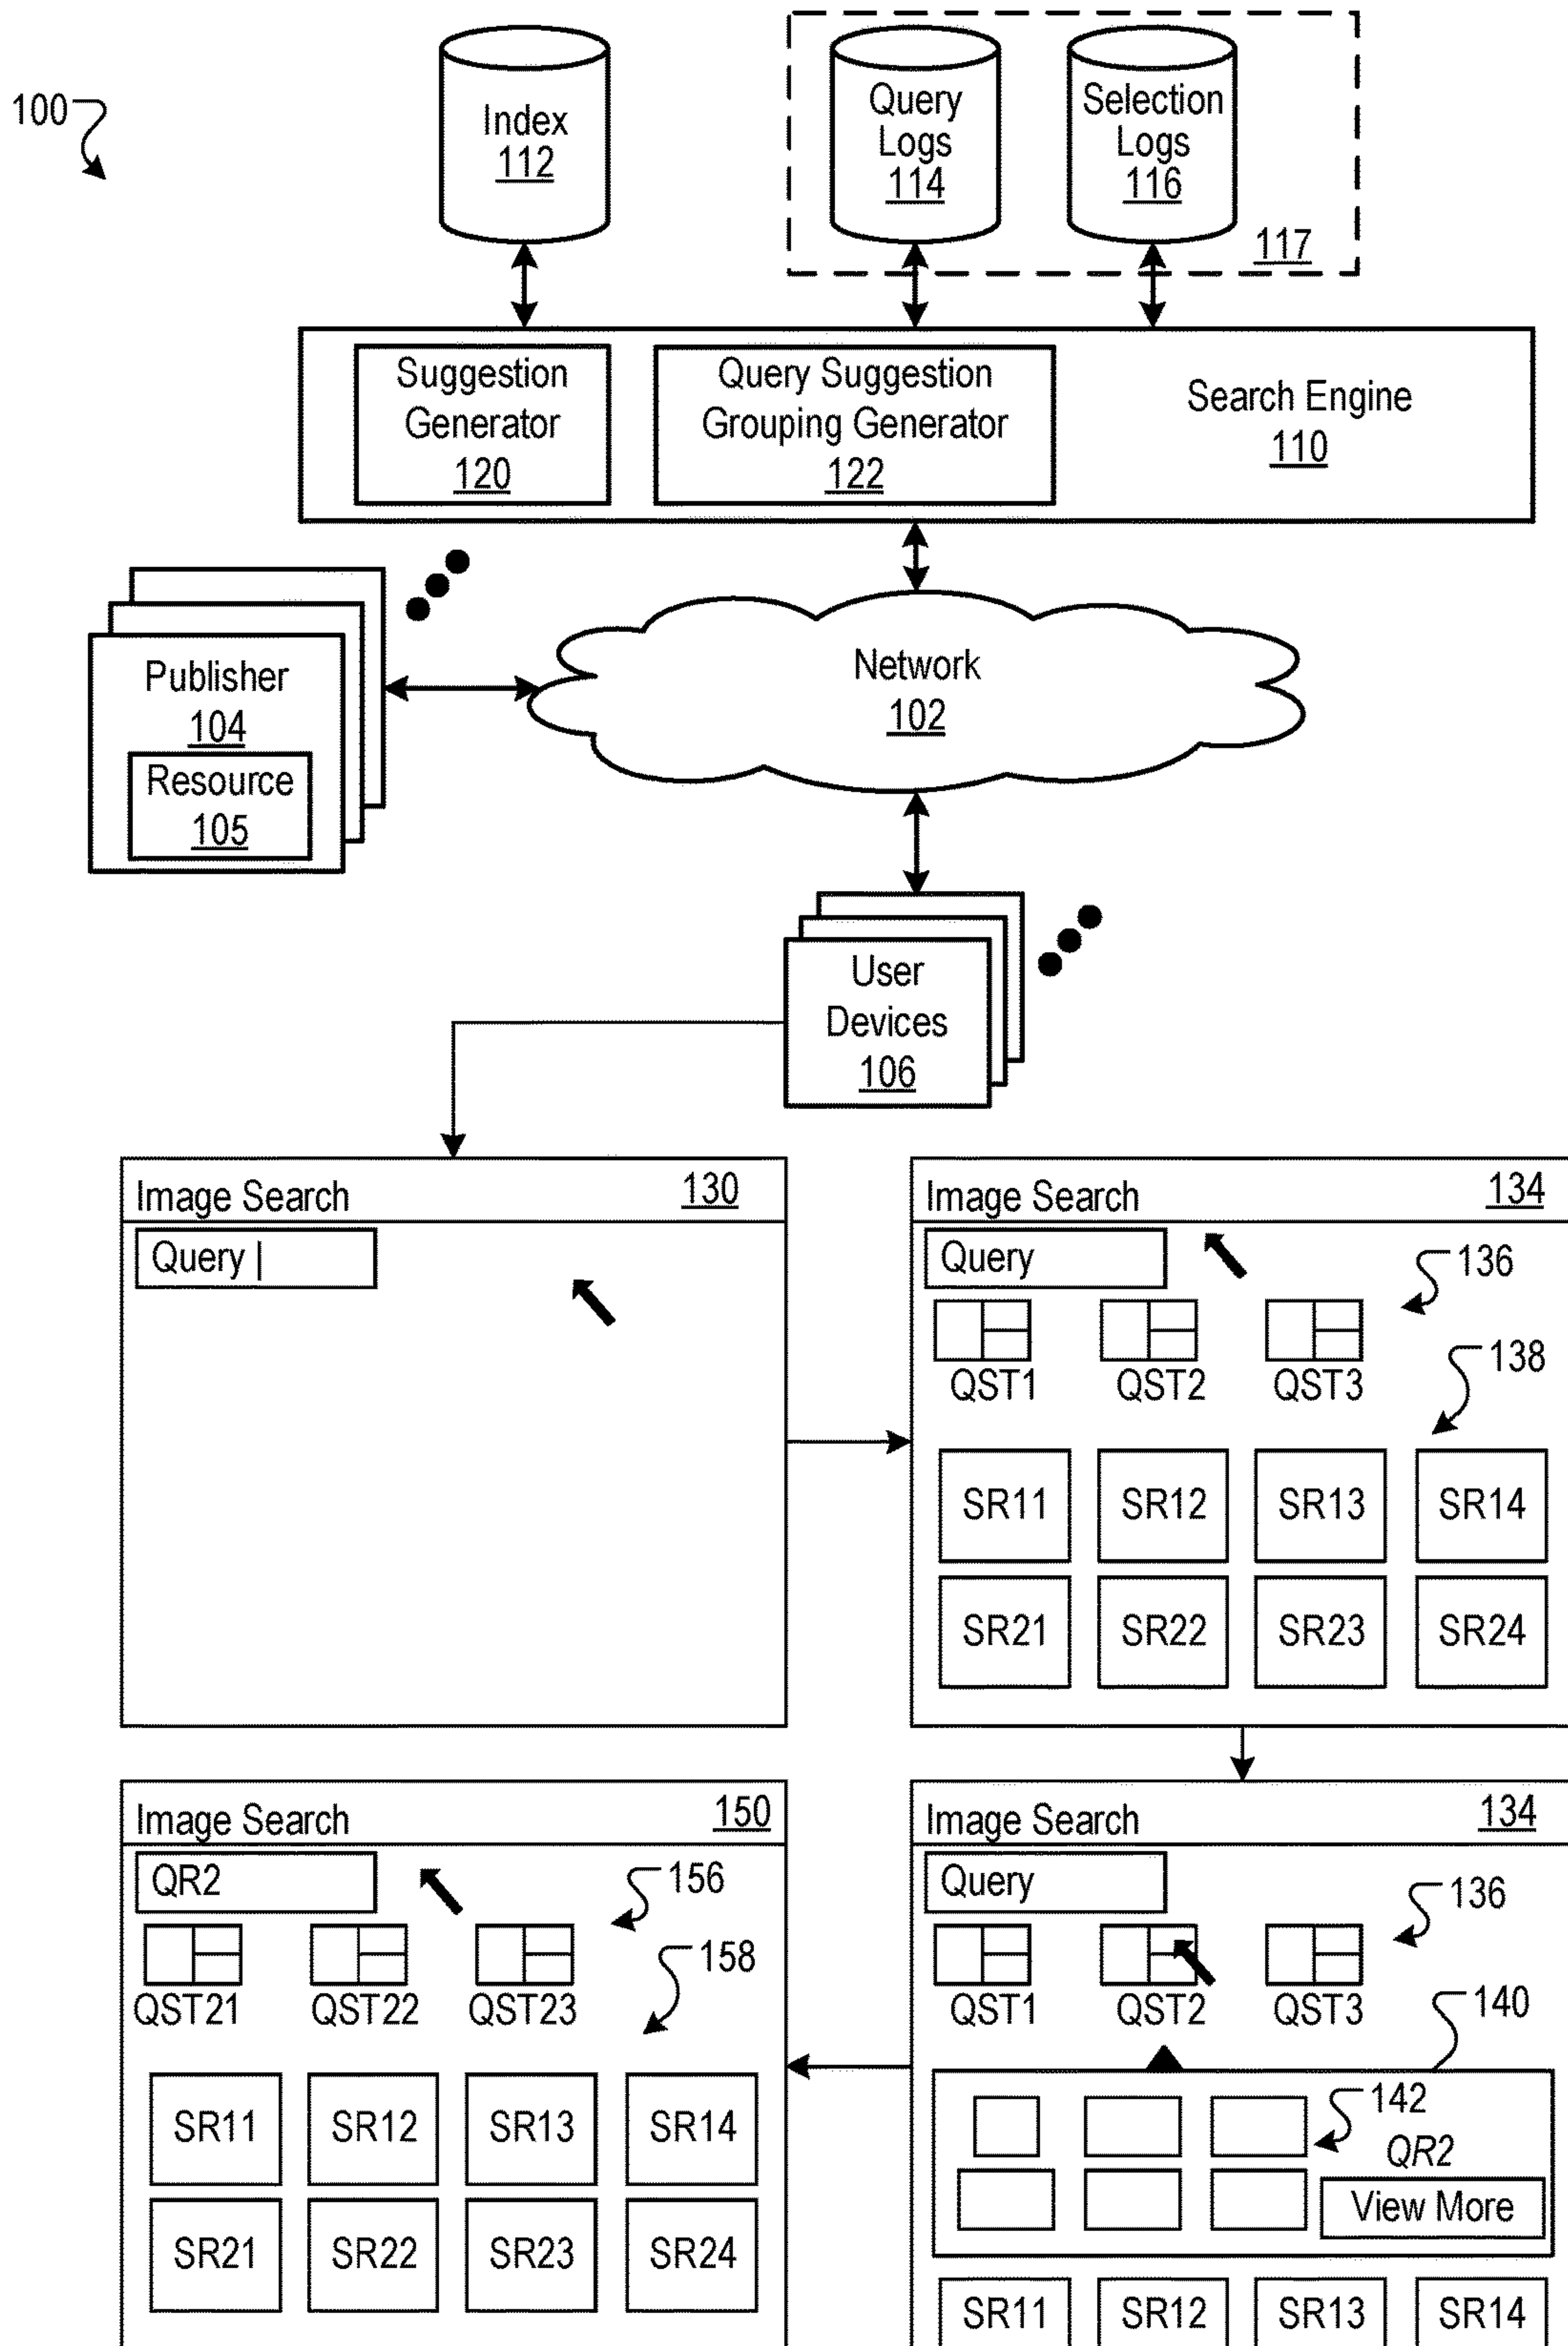 100
Index
112
Query
Logs
114
Selection
Logs
116
117
Suggestion
Generator
120
Query Suggestion
Grouping Generator
122
Search Engine
110
Publisher
104
Resource
105
Network
102
User
Devices
106
Image Search 130
Query |
Image Search 134
Query
136
QST1 QST2 QST3
138
SR11 SR12 SR13 SR14
SR21 SR22 SR23 SR24
Image Search 150
QR2
156
QST21 QST22 QST23
158
SR11 SR12 SR13 SR14
SR21 SR22 SR23 SR24
Image Search 134
Query
136
QST1 QST2 QST3
140
142
QR2
View More
SR11 SR12 SR13 SR14